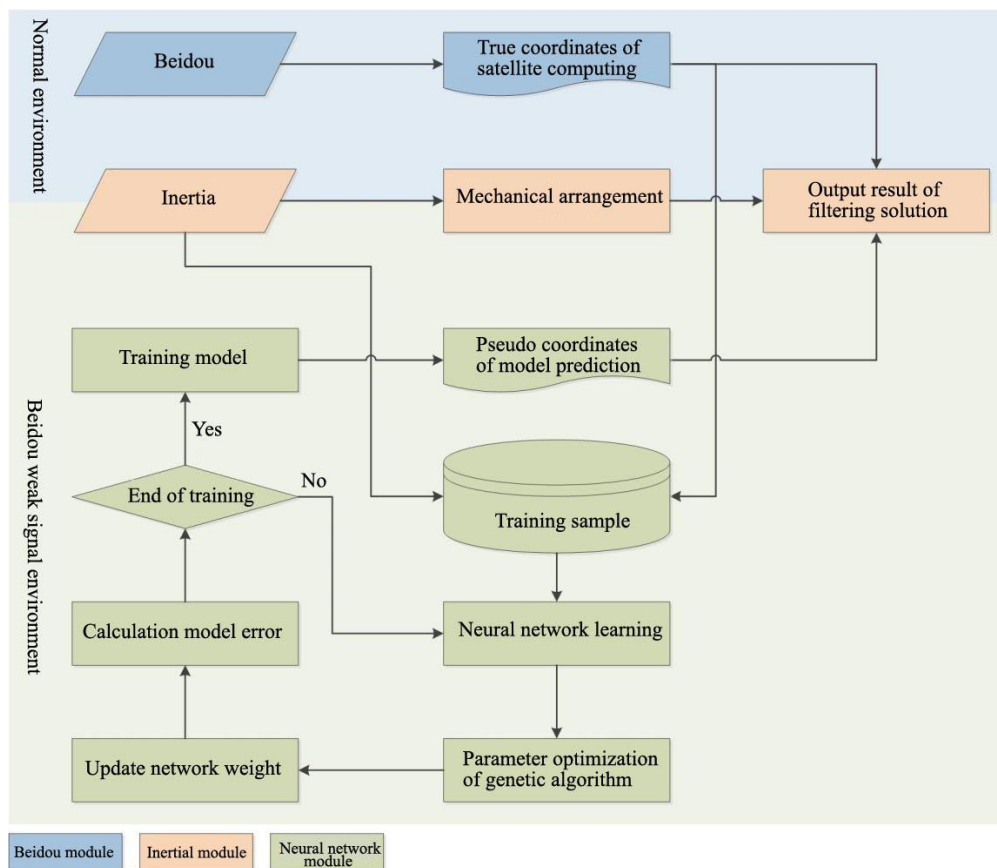 Normal environment
Beidou
True coordinates of
satellite computing
Inertia
Mechanical arrangement
Output result of
filtering solution
Beidou weak signal environment
Training model
Pseudo coordinates
of model prediction
Yes
End of training
No
Training sample
Calculation model error
Neural network learning
Update network weight
Parameter optimization
of genetic algorithm
Beidou module
Inertial module
Neural network
module